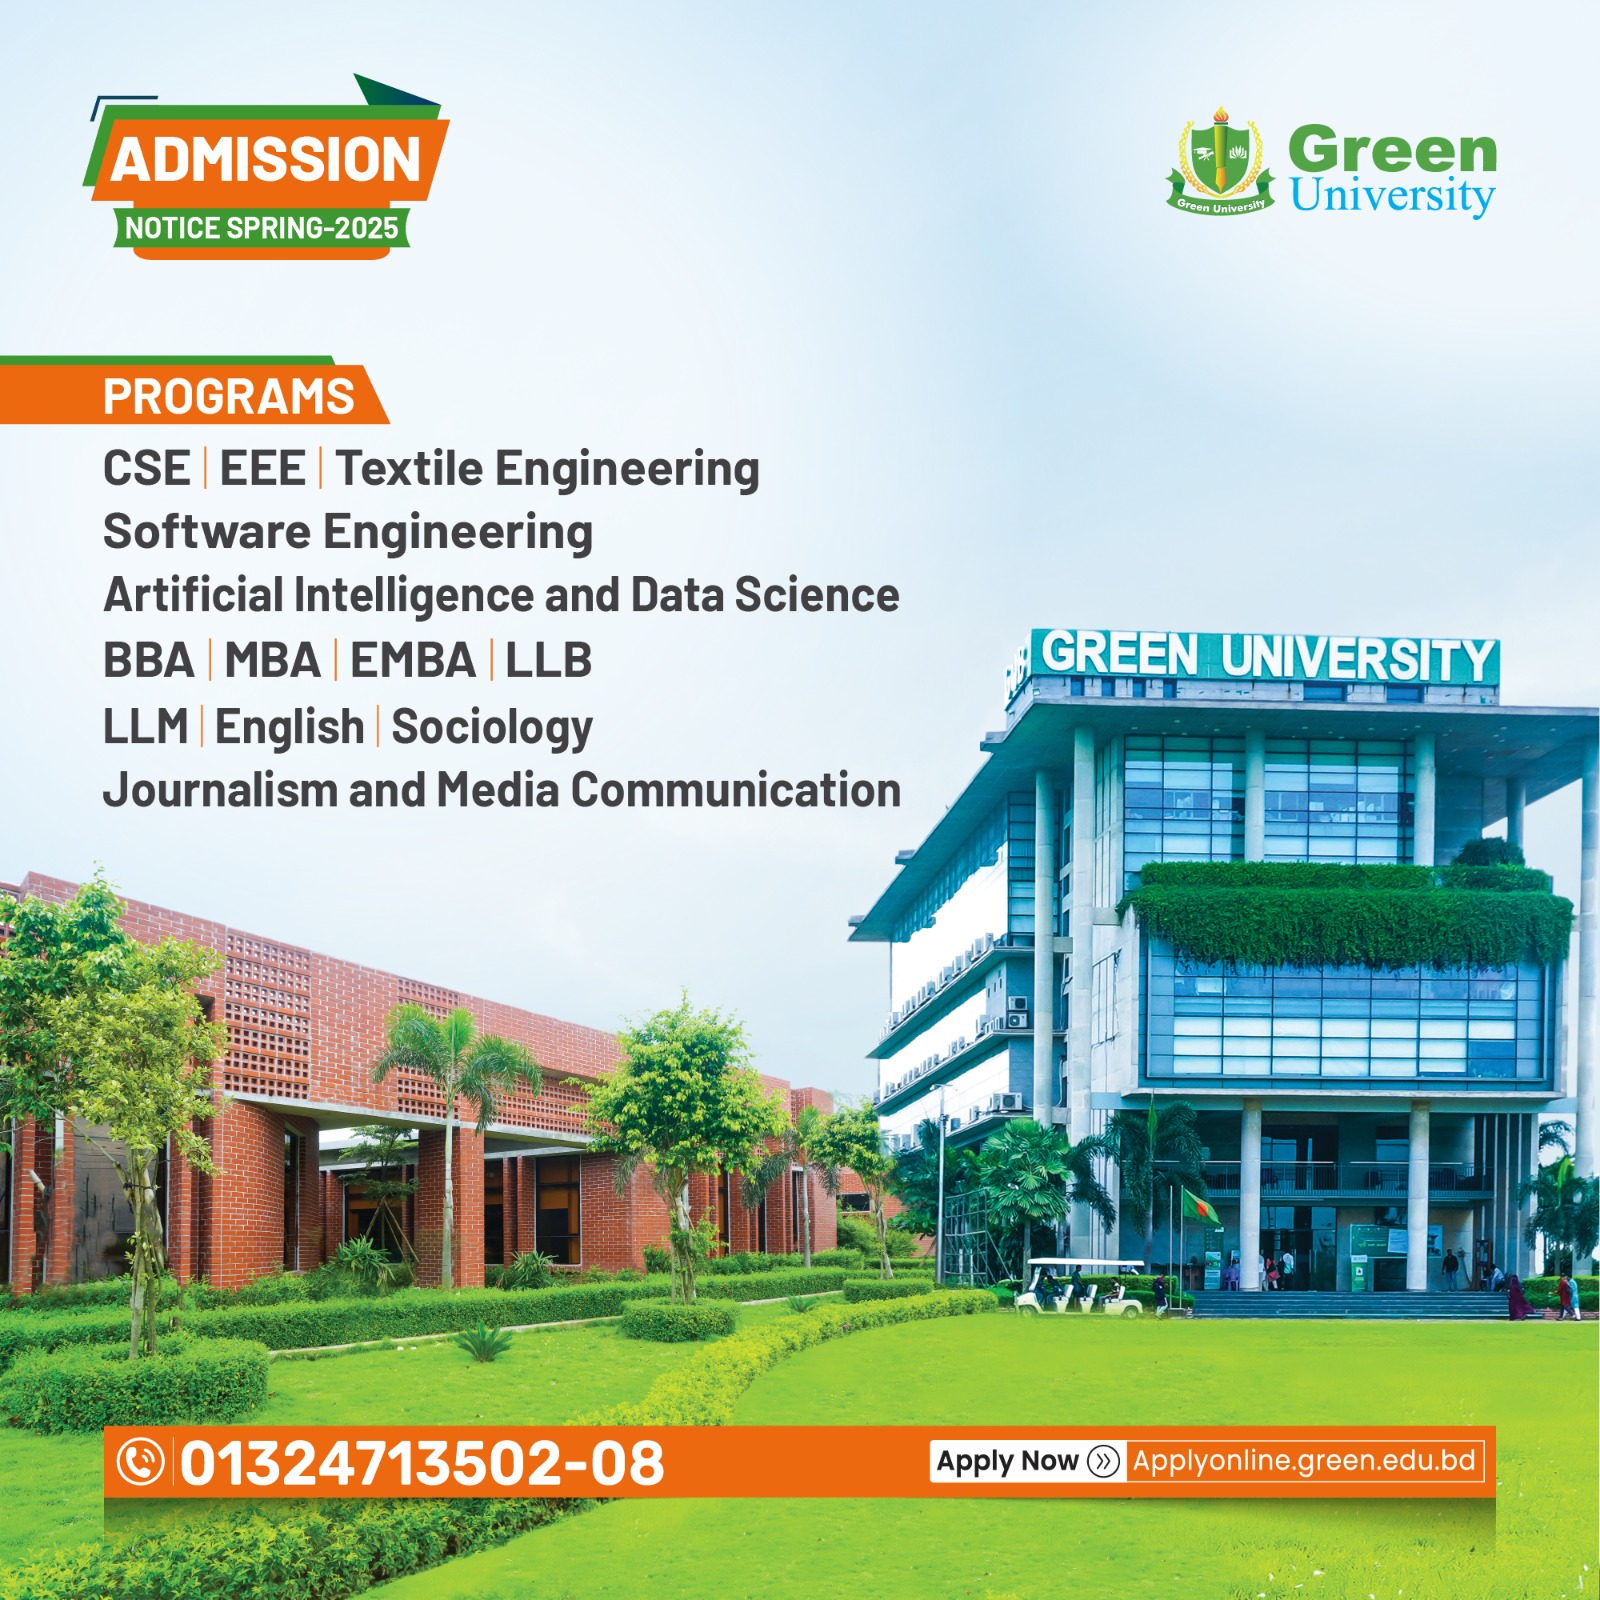 ADMISSION
NOTICE SPRING-2025
Green University
Green
University
PROGRAMS
CSE | EEE | Textile Engineering
Software Engineering
Artificial Intelligence and Data Science
BBA | MBA | EMBA | LLB
LLM | English | Sociology
Journalism and Media Communication
GREEN UNIVERSITY
01324713502-08
Apply Now
Applyonline.green.edu.bd